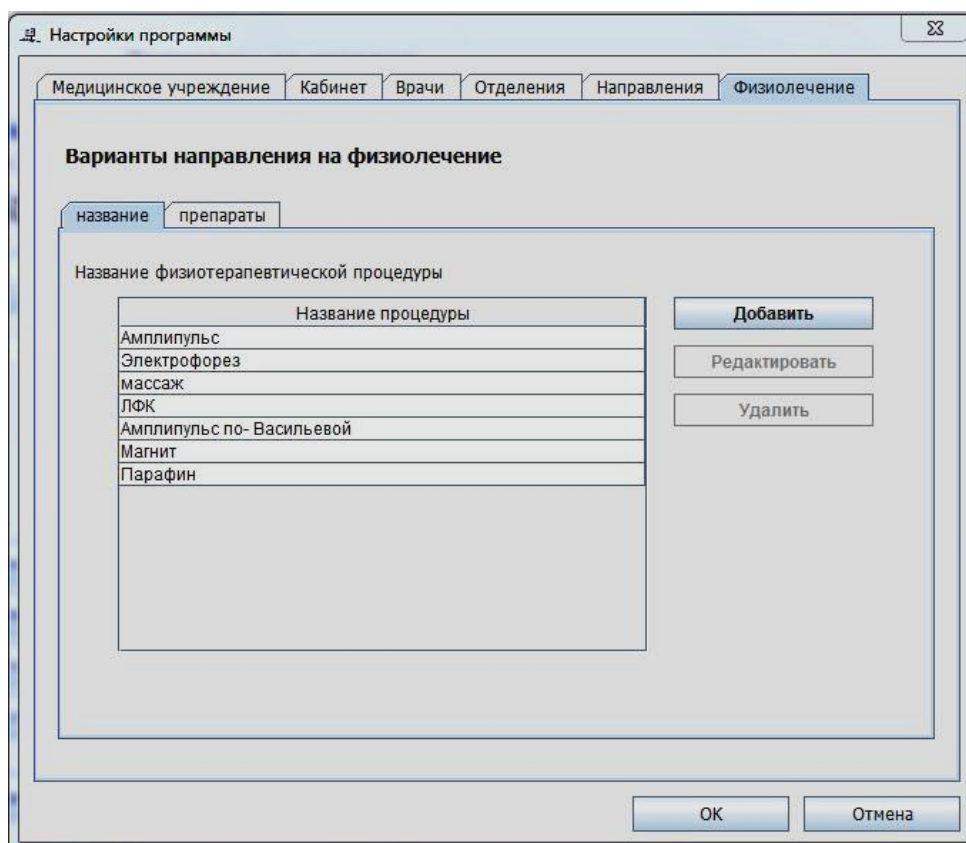 Настройки программы
Медицинское учреждение Кабинет Врачи Отделения Направления Физиолечение
Варианты направления на физиолечение
название препараты
Название физиотерапевтической процедуры
Название процедуры
Амплипульс
Электрофорез
массаж
ЛФК
Амплипульс по- Васильевой
Магнит
Парафин
Добавить
Редактировать
Удалить
ОК Отмена